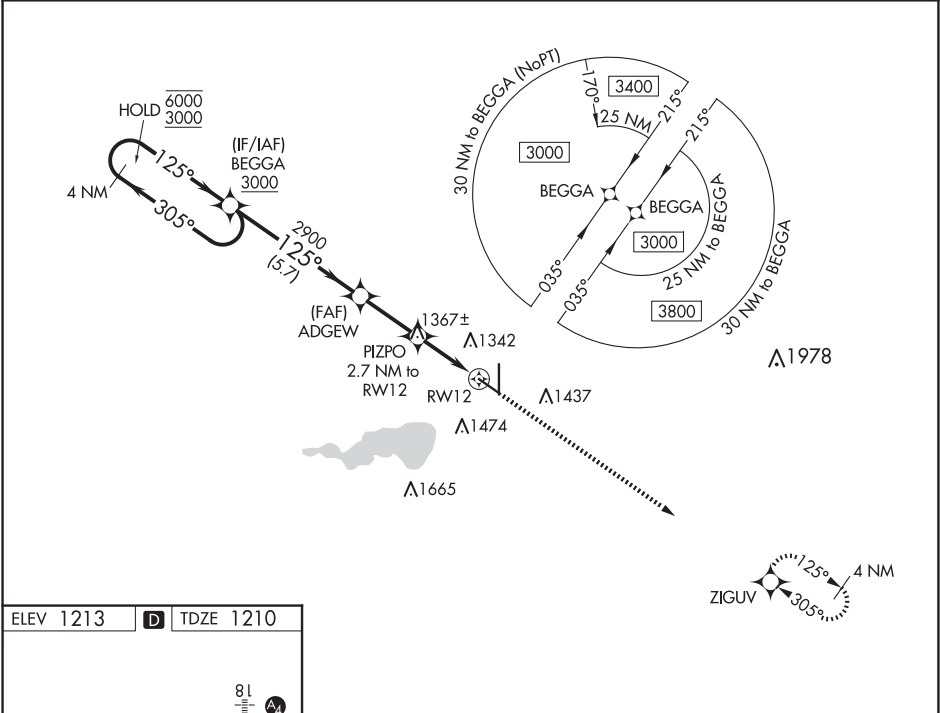 HOLD 6000
3000
125°
4 NM
305°
(IF/IAF)
BEGGA
3000
2900
125°
(5.7)
(FAF)
ADGEW
1367±
PIZPO
2.7 NM to
RW12
1342
RW12
1437
1474
1665
1978
30 NM to BEGGA (NoPT)
170°
3400
25 NM
215°
3000
BEGGA
035°
215°
BEGGA
3000
25 NM to BEGGA
035°
3800
30 NM to BEGGA
ZIGUV
125°
4 NM
305°
ELEV 1213 D TDZE 1210
18
A4